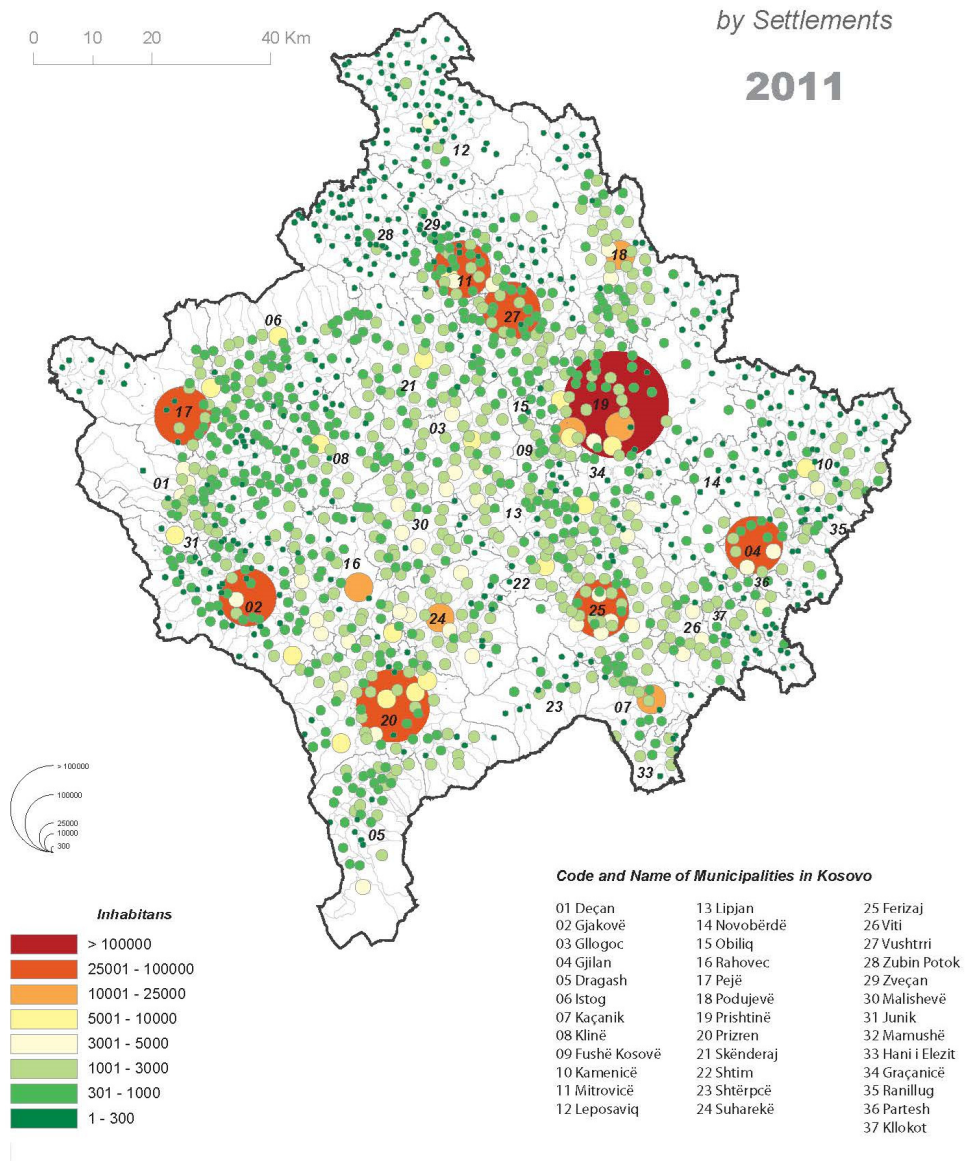 by Settlements
2011
0 10 20 40 Km
12
28
29
18
11
27
06
21
17
15
19
03
09
08
10
01
34
14
13
30
35
31
04
16
22
36
02
24
25
37
26
20
23
07
33
05
> 100000
100000
25000
10000
300
Inhabitans
> 100000
25001 - 100000
10001 - 25000
5001 - 10000
3001 - 5000
1001 - 3000
301 - 1000
1 - 300
Code and Name of Municipalities in Kosovo
01 Deçan
02 Gjakovë
03 Gllogoc
04 Gjilan
05 Dragash
06 Istog
07 Kaçanik
08 Klinë
09 Fushë Kosovë
10 Kamenicë
11 Mitrovicë
12 Leposaviq
13 Lipjan
14 Novobërdë
15 Obiliq
16 Rahovec
17 Pejë
18 Podujevë
19 Prishtinë
20 Prizren
21 Skënderaj
22 Shtim
23 Shtërpcë
24 Suharekë
25 Ferizaj
26 Viti
27 Vushtrri
28 Zubin Potok
29 Zveçan
30 Malishevë
31 Junik
32 Mamushë
33 Hani i Elezit
34 Graçanicë
35 Ranillug
36 Partesh
37 Kllokot